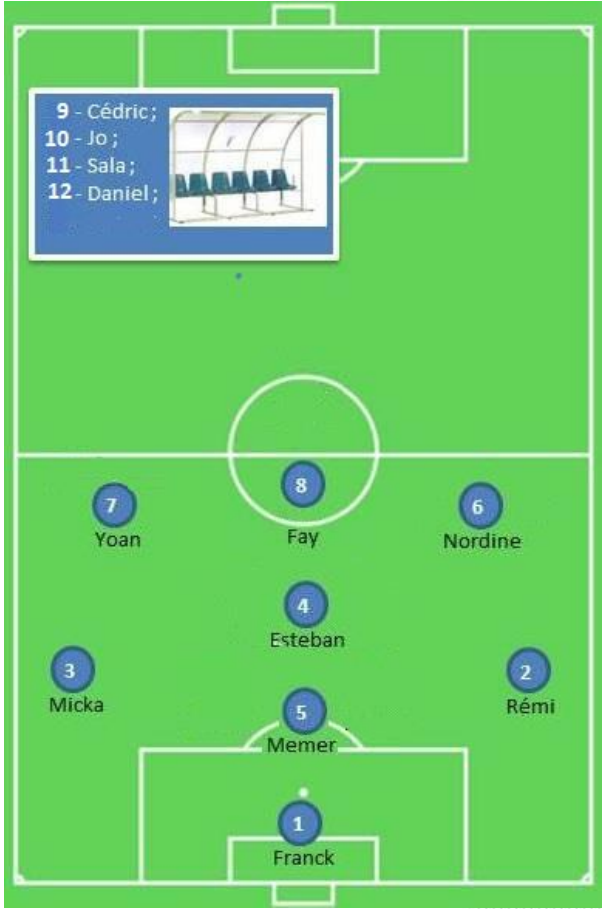 9 - Cédric ;
10 - Jo ;
11 - Sala ;
12 - Daniel ;
8
7
6
Yoan
Fay
Nordine
4
Esteban
3
2
Micka
Rémi
5
Memer
1
Franck